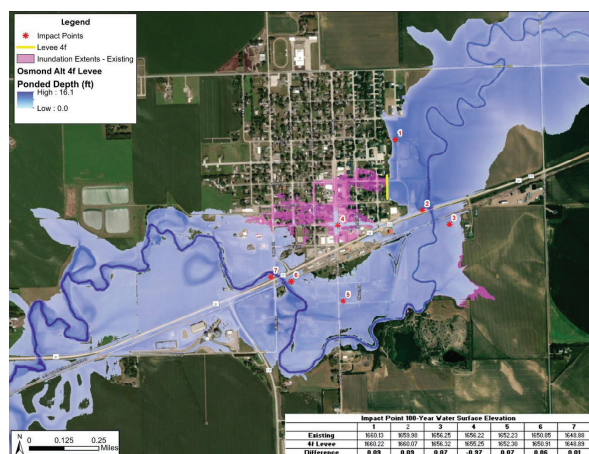 Legend
Impact Points
Levee 4f
Inundation Extents - Existing
Osmond Alt 4f Levee
Ponded Depth (ft)
High : 16.1
Low : 0.0
1
2
3
4
5
6
7
N
0 0.125 0.25
Miles
Impact Point 100-Year Water Surface Elevation
1 2 3 4 5 6 7
Existing 1660.13 1659.98 1656.25 1656.22 1652.23 1650.85 1648.88
4f Levee 1660.22 1660.07 1656.32 1655.25 1652.30 1650.91 1648.89
Difference 0.09 0.09 0.07 -0.97 0.07 0.06 0.01